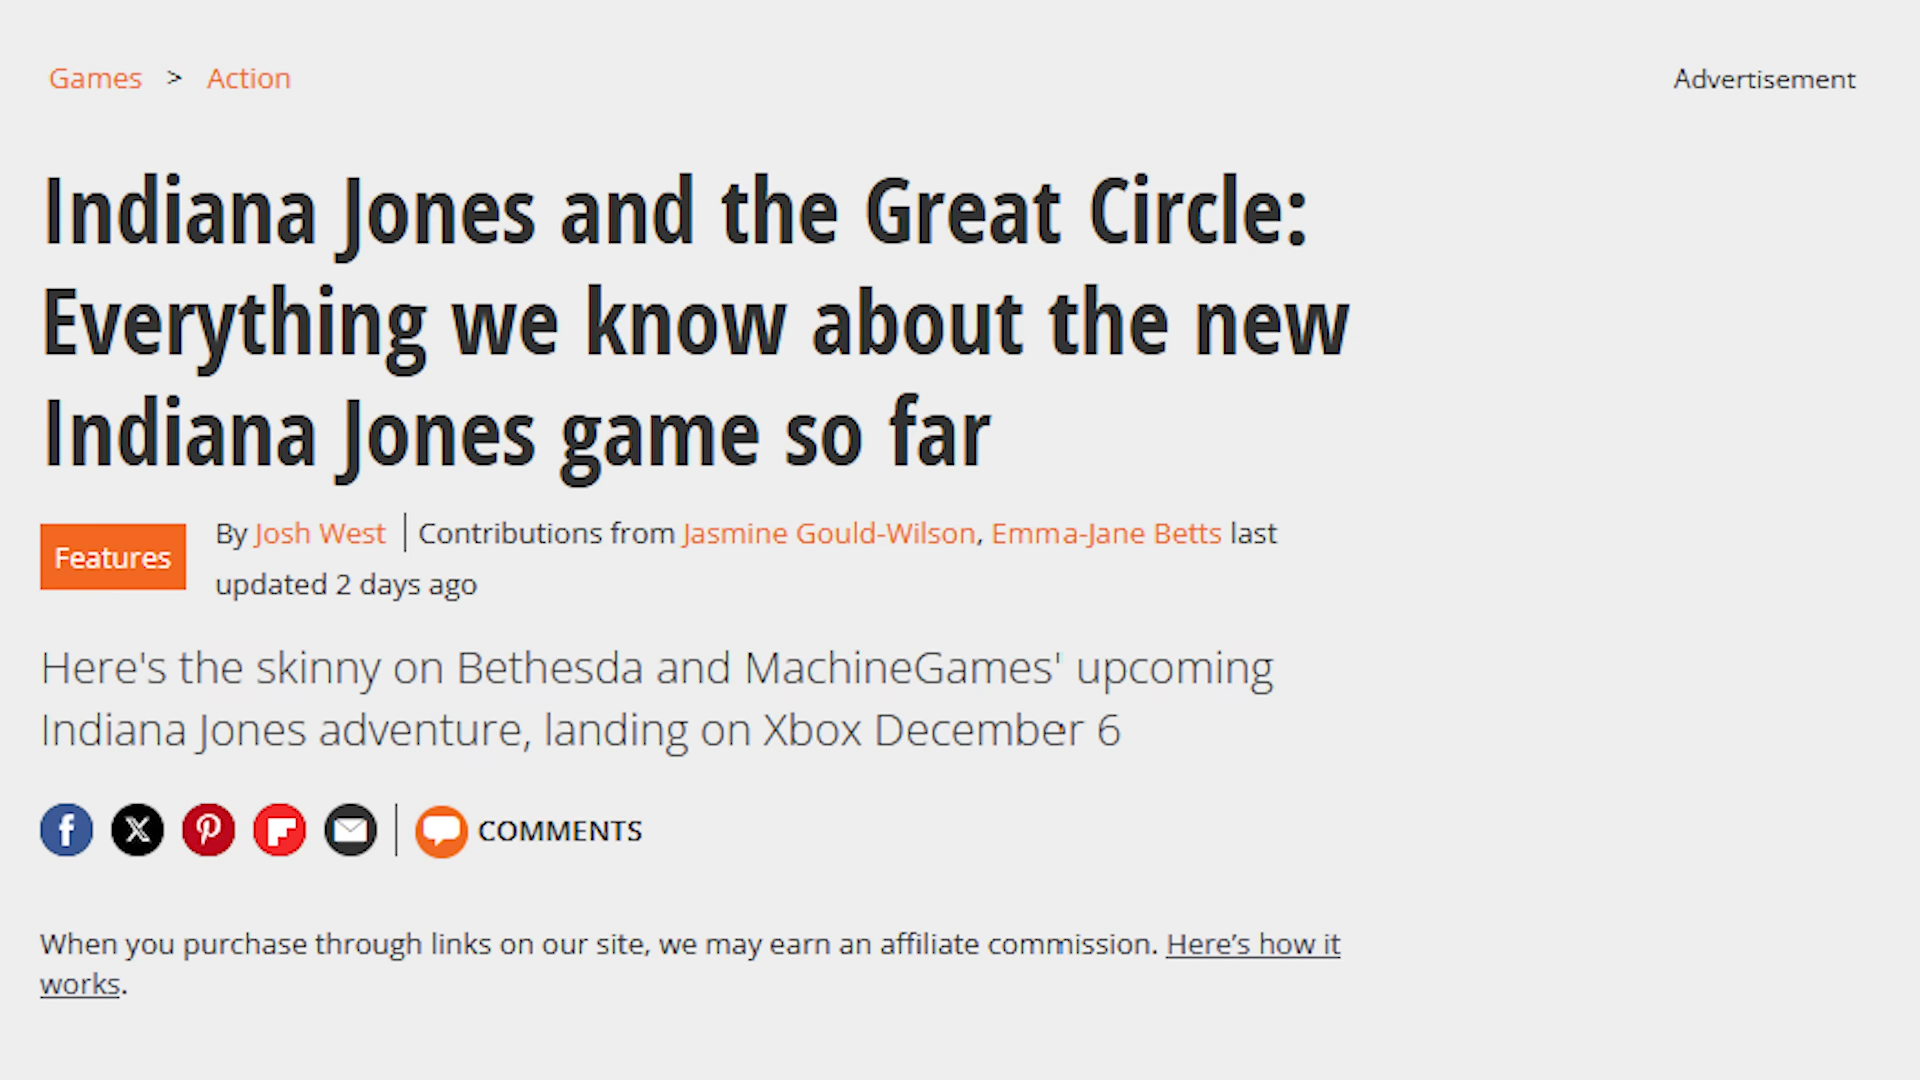 Games > Action
Advertisement
Indiana Jones and the Great Circle:
Everything we know about the new
Indiana Jones game so far
Features
By Josh West | Contributions from Jasmine Gould-Wilson, Emma-Jane Betts last
updated 2 days ago
Here's the skinny on Bethesda and MachineGames' upcoming
Indiana Jones adventure, landing on Xbox December 6
COMMENTS
When you purchase through links on our site, we may earn an affiliate commission. Here’s how it
works.